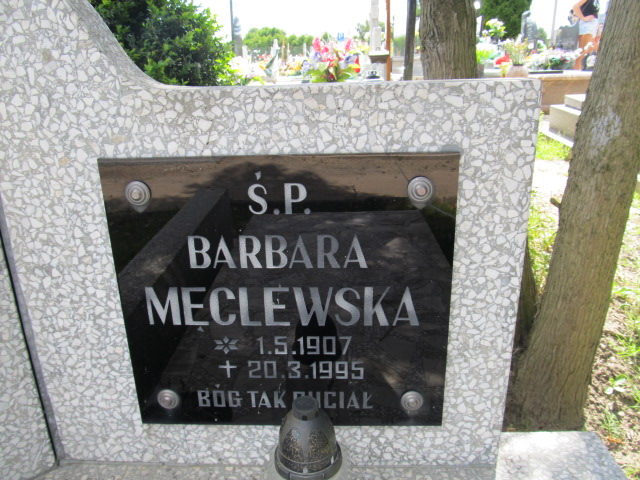 Ś.P.
BARBARA
MĘCLEWSKA
* 1.5.1907
+ 20.3.1995
BÓG TAK CHCIAŁ